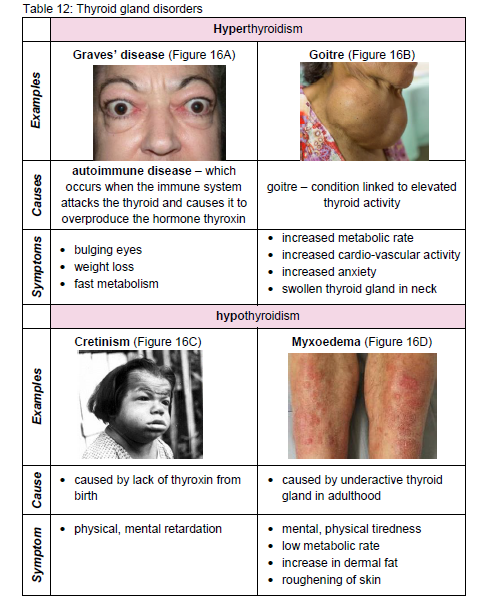 Table 12: Thyroid gland disorders
Hyperthyroidism
Examples
Graves’ disease (Figure 16A)
Goitre (Figure 16B)
Causes
autoimmune disease – which
occurs when the immune system
attacks the thyroid and causes it to
overproduce the hormone thyroxin
goitre – condition linked to elevated
thyroid activity
Symptoms
• bulging eyes
• weight loss
• fast metabolism
• increased metabolic rate
• increased cardio-vascular activity
• increased anxiety
• swollen thyroid gland in neck
hypothyroidism
Examples
Cretinism (Figure 16C)
Myxoedema (Figure 16D)
Cause
• caused by lack of thyroxin from
birth
• caused by underactive thyroid
gland in adulthood
Symptom
• physical, mental retardation
• mental, physical tiredness
• low metabolic rate
• increase in dermal fat
• roughening of skin